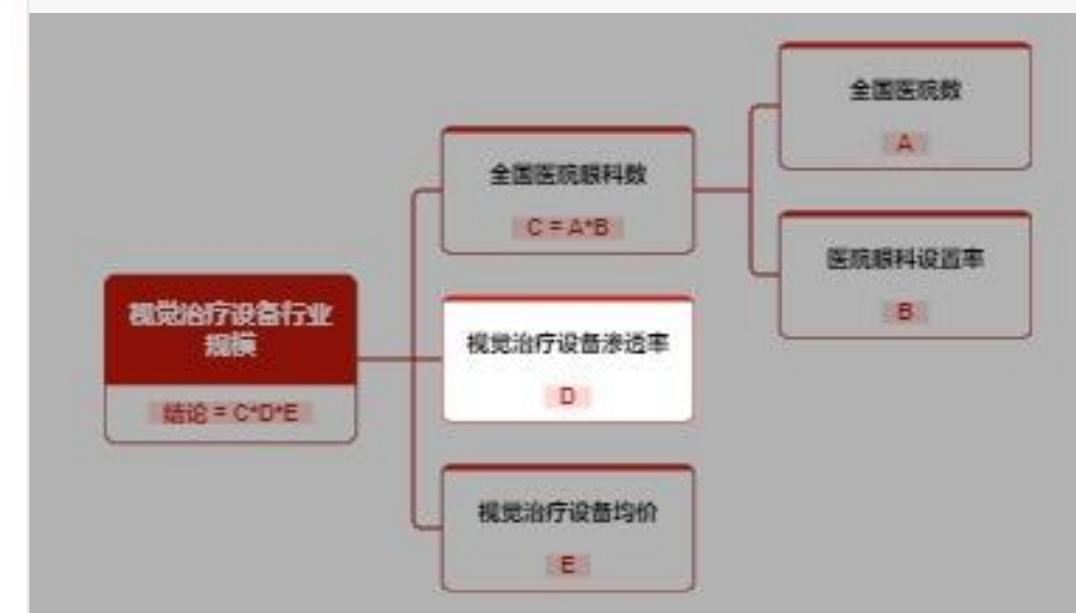 全国医院数
A
全国医院眼科数
C = A*B
医院眼科设置率
B
视觉治疗设备行业
规模
结论 = C*D*E
视觉治疗设备渗透率
D
视觉治疗设备均价
E